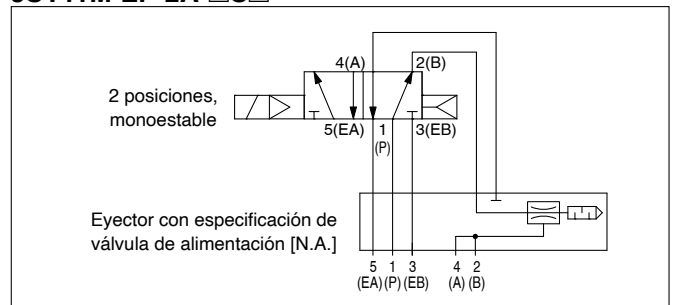 4(A) 2(B)
2 posiciones,
monoestable
5(EA) 1 3(EB)
(P)
Eyector con especificación de
válvula de alimentación [N.A.]
5 1 3 4 2
(EA) (P) (EB) (A) (B)